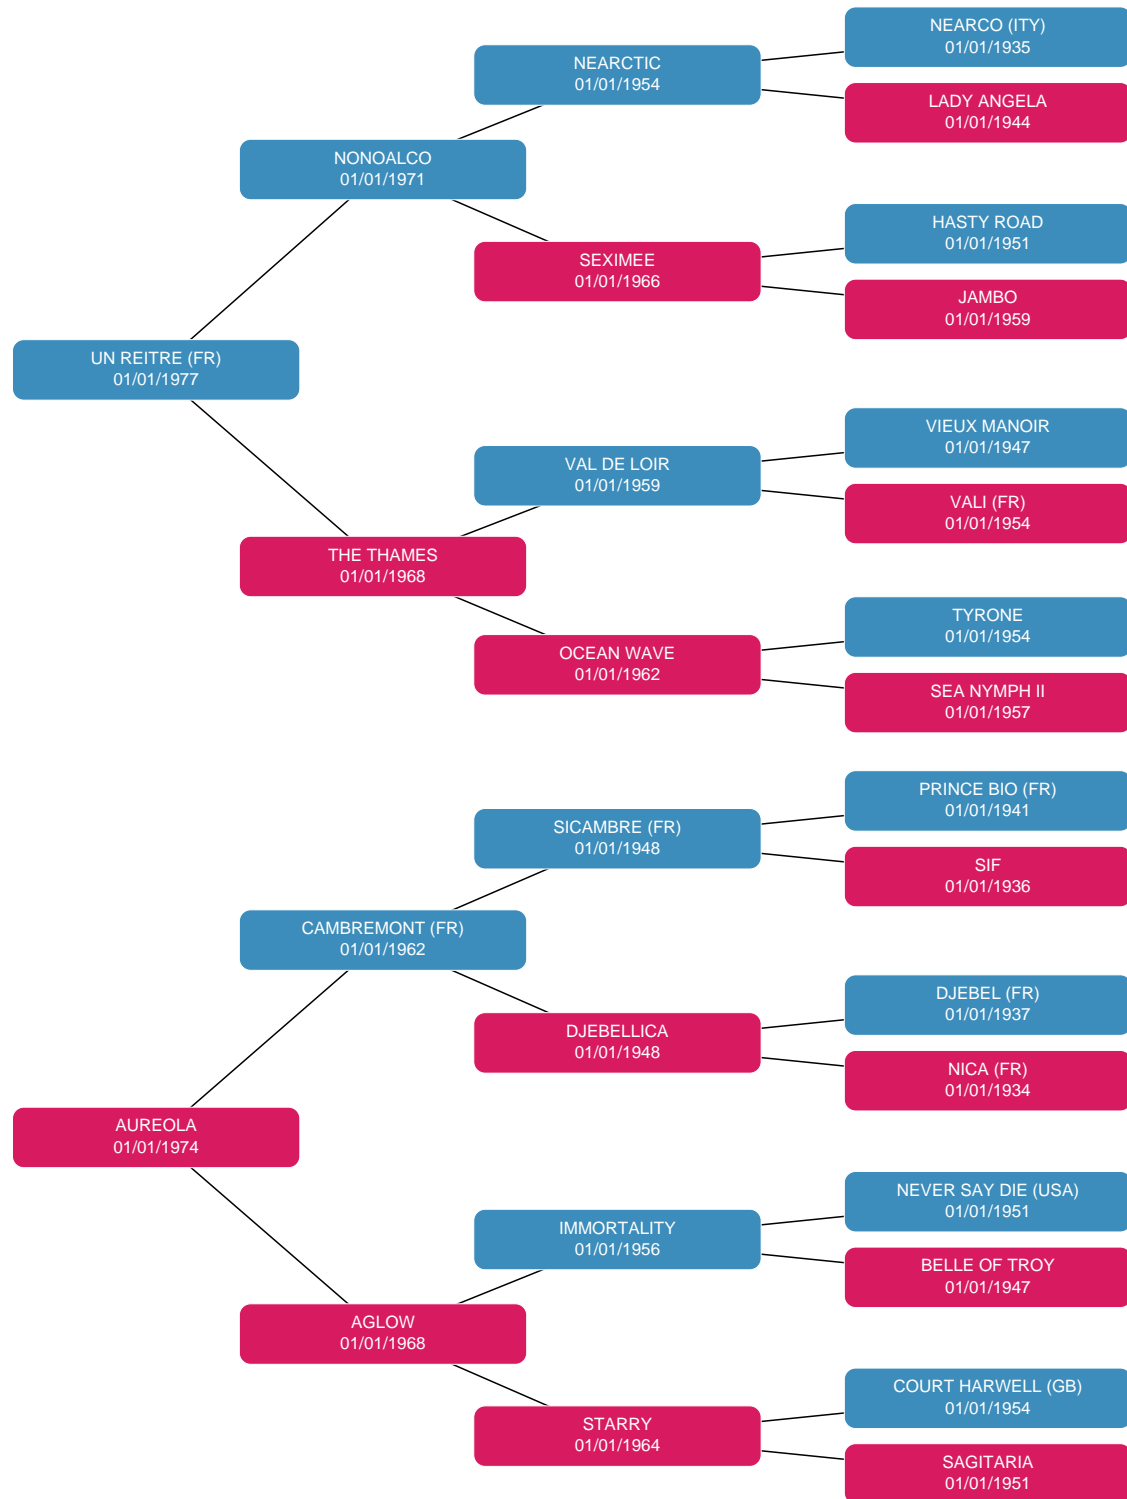 NEARCO (ITY)
01/01/1935
NEARCTIC
01/01/1954
LADY ANGELA
01/01/1944
NONOALCO
01/01/1971
HASTY ROAD
01/01/1951
SEXIMEE
01/01/1966
JAMBO
01/01/1959
UN REITRE (FR)
01/01/1977
VIEUX MANOIR
01/01/1947
VAL DE LOIR
01/01/1959
VALI (FR)
01/01/1954
THE THAMES
01/01/1968
TYRONE
01/01/1954
OCEAN WAVE
01/01/1962
SEA NYMPH II
01/01/1957
PRINCE BIO (FR)
01/01/1941
SICAMBRE (FR)
01/01/1948
SIF
01/01/1936
CAMBREMONT (FR)
01/01/1962
DJEBEL (FR)
01/01/1937
DJEBELLICA
01/01/1948
NICA (FR)
01/01/1934
AUREOLA
01/01/1974
NEVER SAY DIE (USA)
01/01/1951
IMMORTALITY
01/01/1956
BELLE OF TROY
01/01/1947
AGLOW
01/01/1968
COURT HARWELL (GB)
01/01/1954
STARRY
01/01/1964
SAGITARIA
01/01/1951